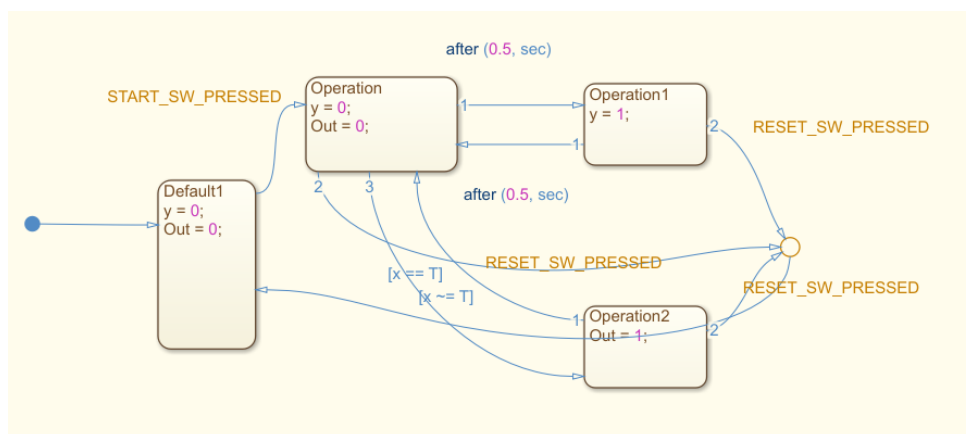 after (0.5, sec)
START_SW_PRESSED
Operation
y = 0;
Out = 0;
1
Operation1
y = 1;
2
RESET_SW_PRESSED
1
2
3
after (0.5, sec)
Default1
y = 0;
Out = 0;
RESET_SW_PRESSED
[x == T]
[x ~= T]
RESET_SW_PRESSED
1
Operation2
Out = 1;
2